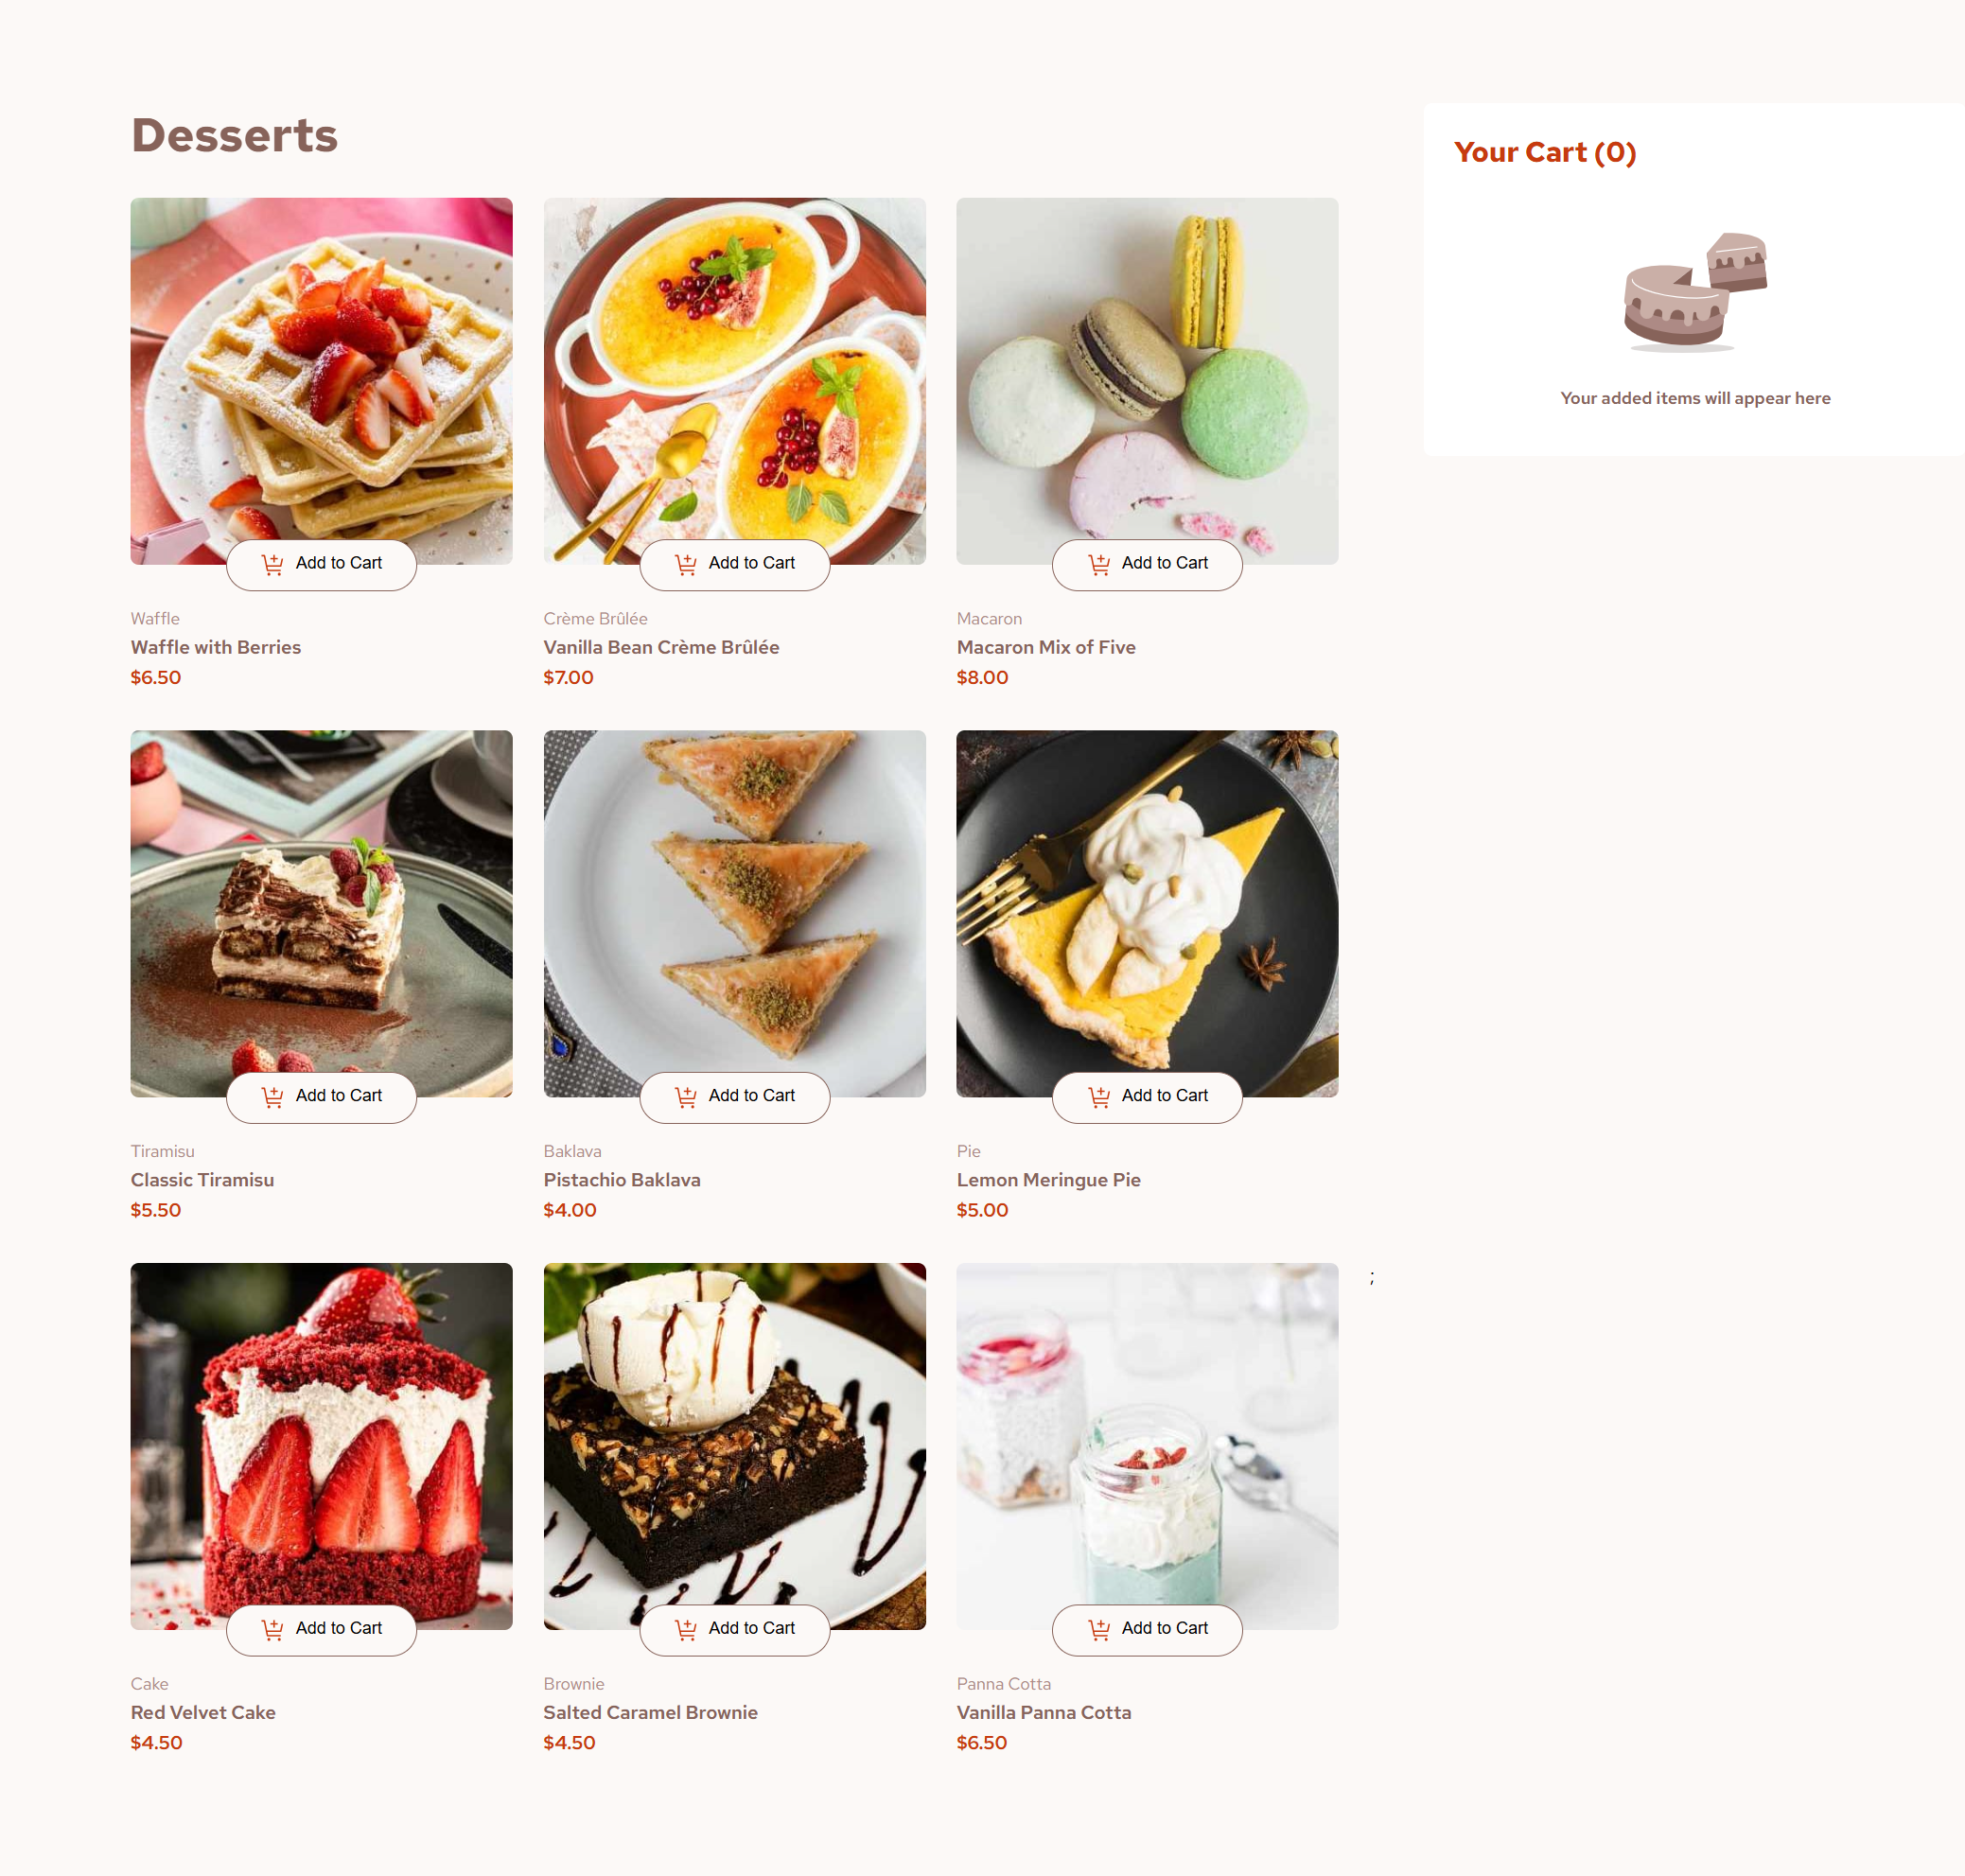 Desserts
Your Cart (0)
Your added items will appear here
Add to Cart
Add to Cart
Add to Cart
Waffle
Waffle with Berries
$6.50
Crème Brûlée
Vanilla Bean Crème Brûlée
$7.00
Macaron
Macaron Mix of Five
$8.00
Add to Cart
Add to Cart
Add to Cart
Tiramisu
Classic Tiramisu
$5.50
Baklava
Pistachio Baklava
$4.00
Pie
Lemon Meringue Pie
$5.00
;
Add to Cart
Add to Cart
Add to Cart
Cake
Red Velvet Cake
$4.50
Brownie
Salted Caramel Brownie
$4.50
Panna Cotta
Vanilla Panna Cotta
$6.50